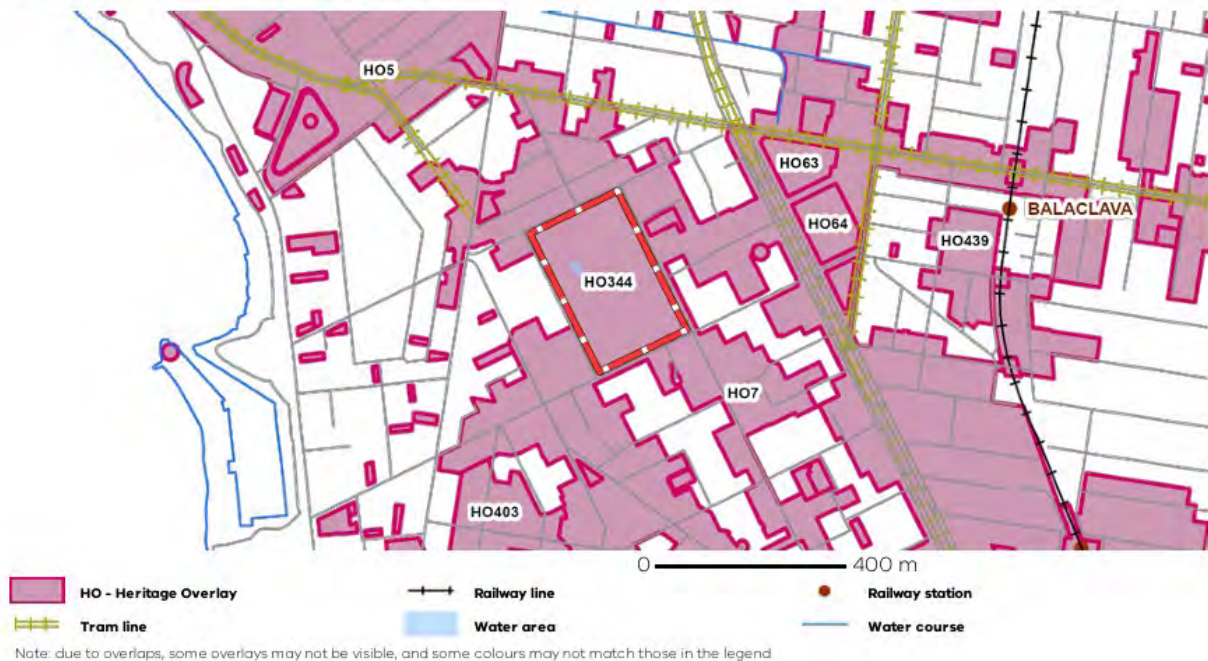 HO5
HO63
HO64
BALACLAVA
HO439
HO344
HO7
HO403
0 400 m
HO - Heritage Overlay Railway line Railway station
Tram line Water area Water course
Note: due to overlaps, some overlays may not be visible, and some colours may not match those in the legend